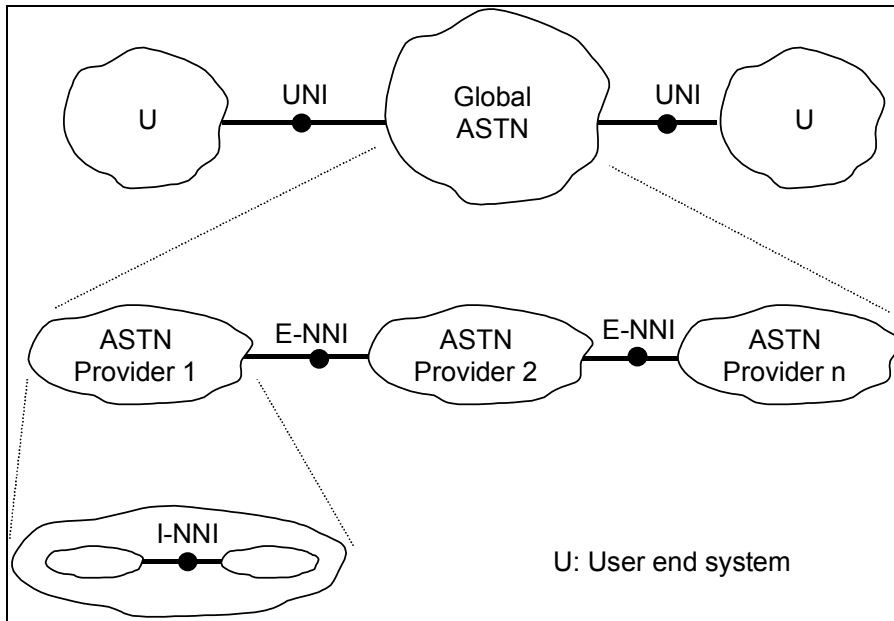 UNI
Global
ASTN
UNI
U
U
ASTN
Provider 1
E-NNI
ASTN
Provider 2
E-NNI
ASTN
Provider n
I-NNI
U: User end system